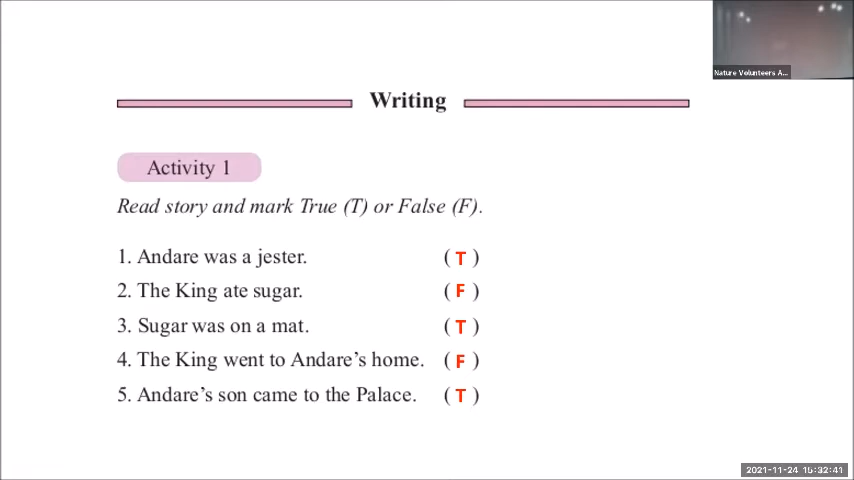 Nature Volunteers A...
Writing
Activity 1
Read story and mark True (T) or False (F).
1. Andare was a jester. ( T )
2. The King ate sugar. ( F )
3. Sugar was on a mat. ( T )
4. The King went to Andare’s home. ( F )
5. Andare’s son came to the Palace. ( T )
2021-11-24 15:32:41